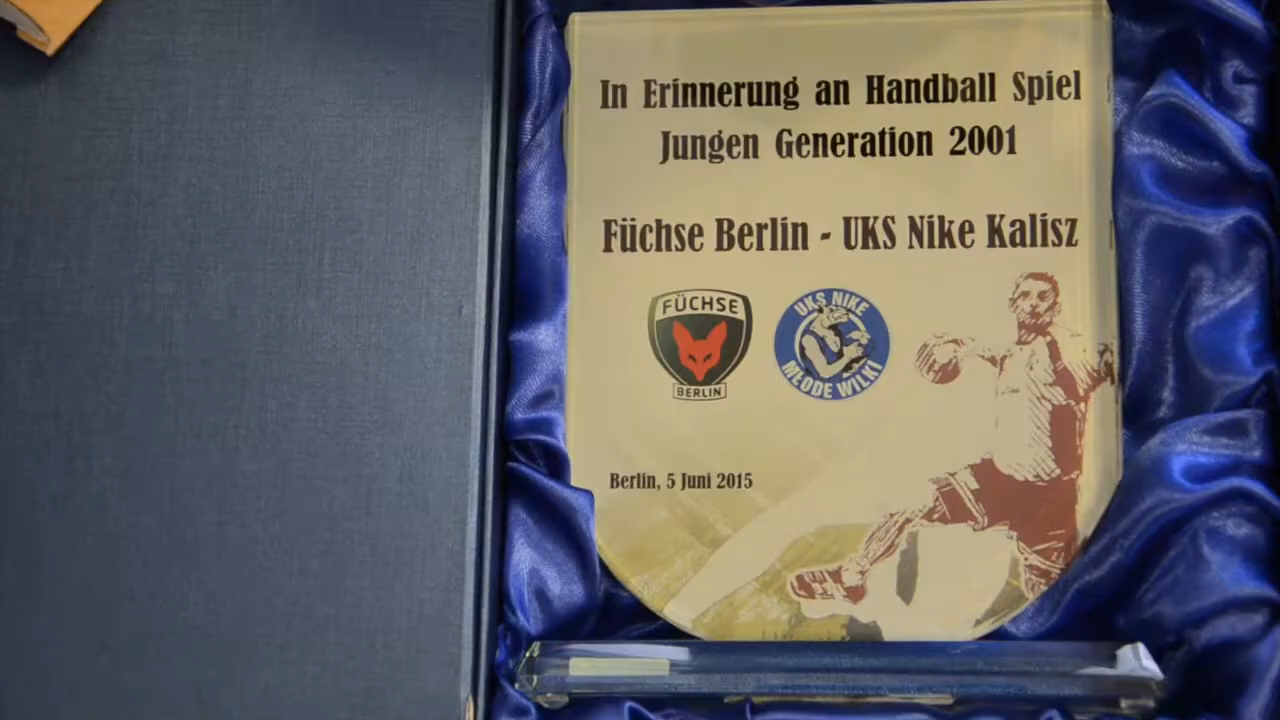 In Erinnerung an Handball Spiel
Jungen Generation 2001
Füchse Berlin - UKS Nike Kalisz
FÜCHSE
BERLIN
UKS NIKE
MŁODE WILKI
Berlin, 5 Juni 2015